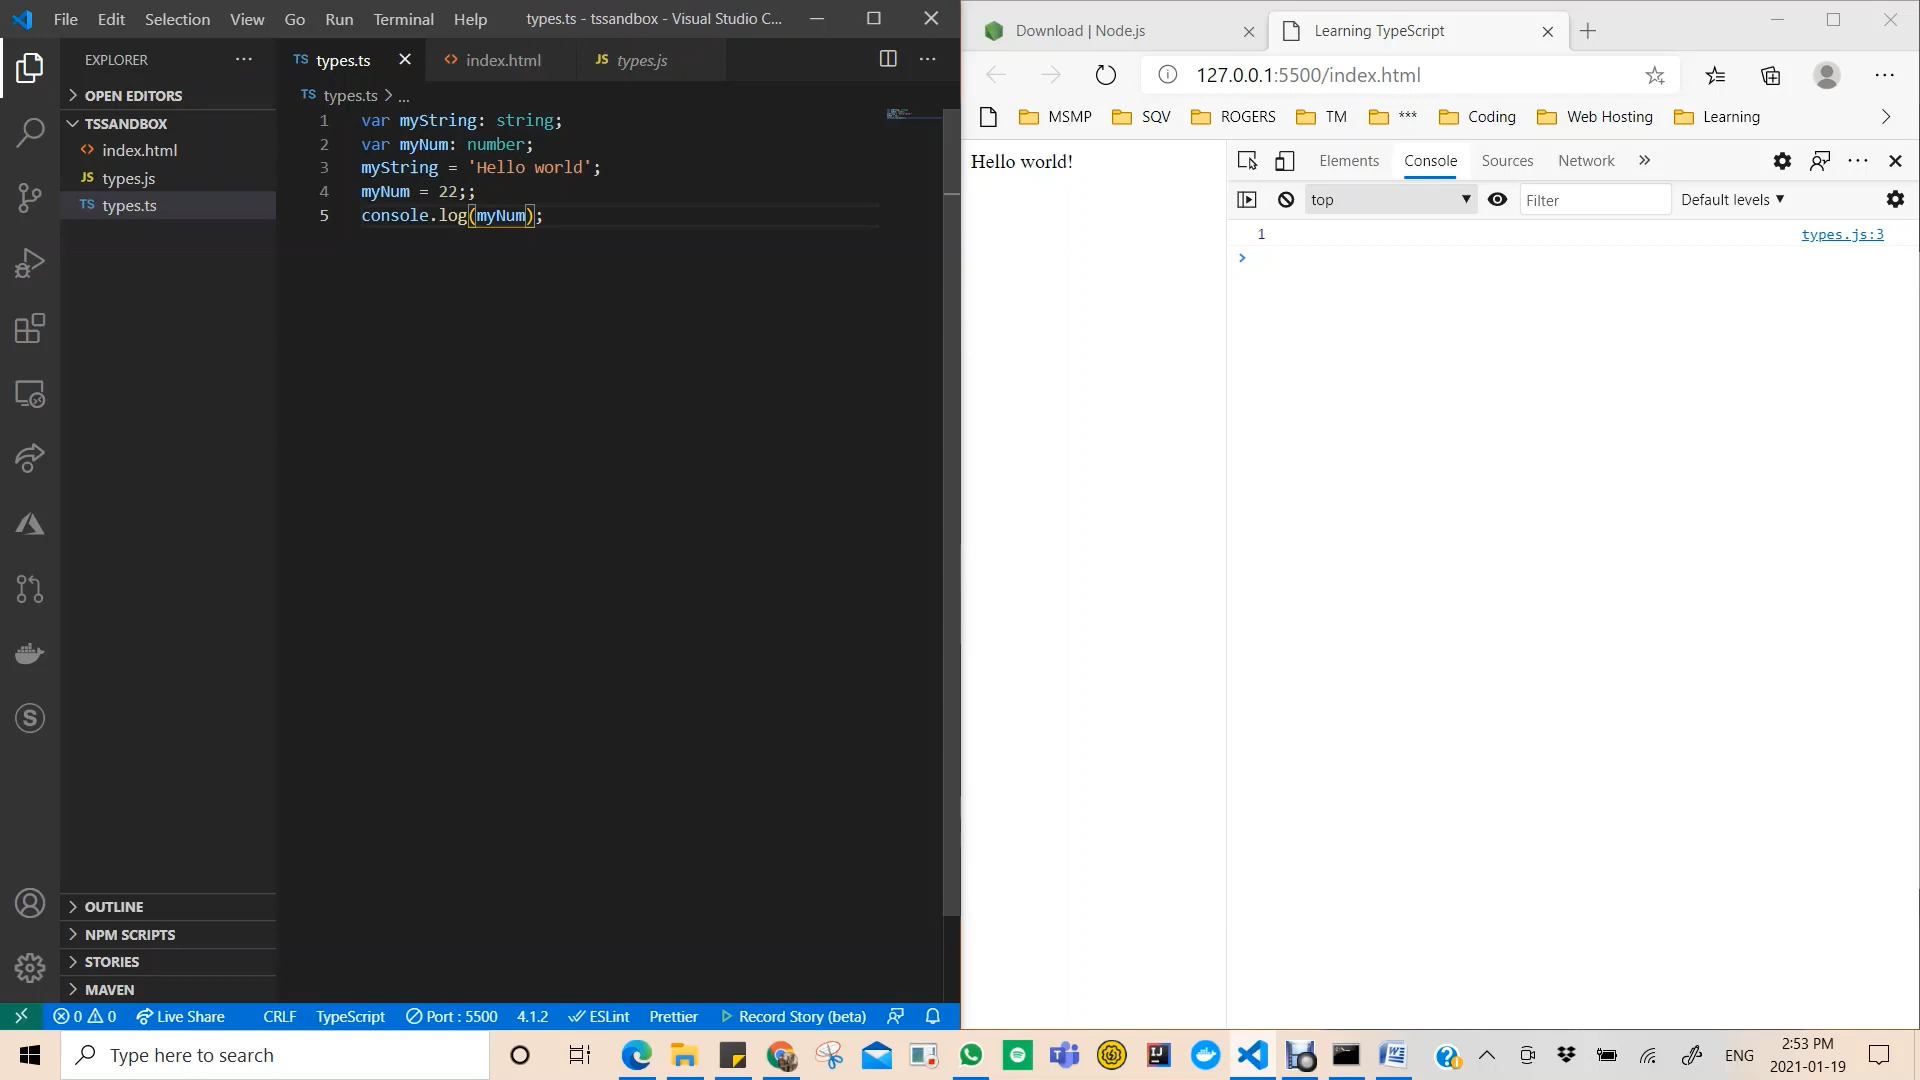 File Edit Selection View Go Run Terminal Help types.ts - tssandbox - Visual Studio C...
EXPLORER
TS types.ts
index.html
JS types.js
TS types.ts > ...
OPEN EDITORS
TSSANDBOX
index.html
JS types.js
TS types.ts
1 var myString: string;
2 var myNum: number;
3 myString = 'Hello world';
4 myNum = 22;;
5 console.log(myNum);
OUTLINE
NPM SCRIPTS
STORIES
MAVEN
0 0 Live Share CRLF TypeScript Port : 5500 4.1.2 ESLint Prettier Record Story (beta)
Download | Node.js
Learning TypeScript
127.0.0.1:5500/index.html
MSMP SQV ROGERS TM *** Coding Web Hosting Learning
Hello world!
Elements Console Sources Network
top Filter Default levels
1 types.js:3
Type here to search
ENG
2:53 PM
2021-01-19